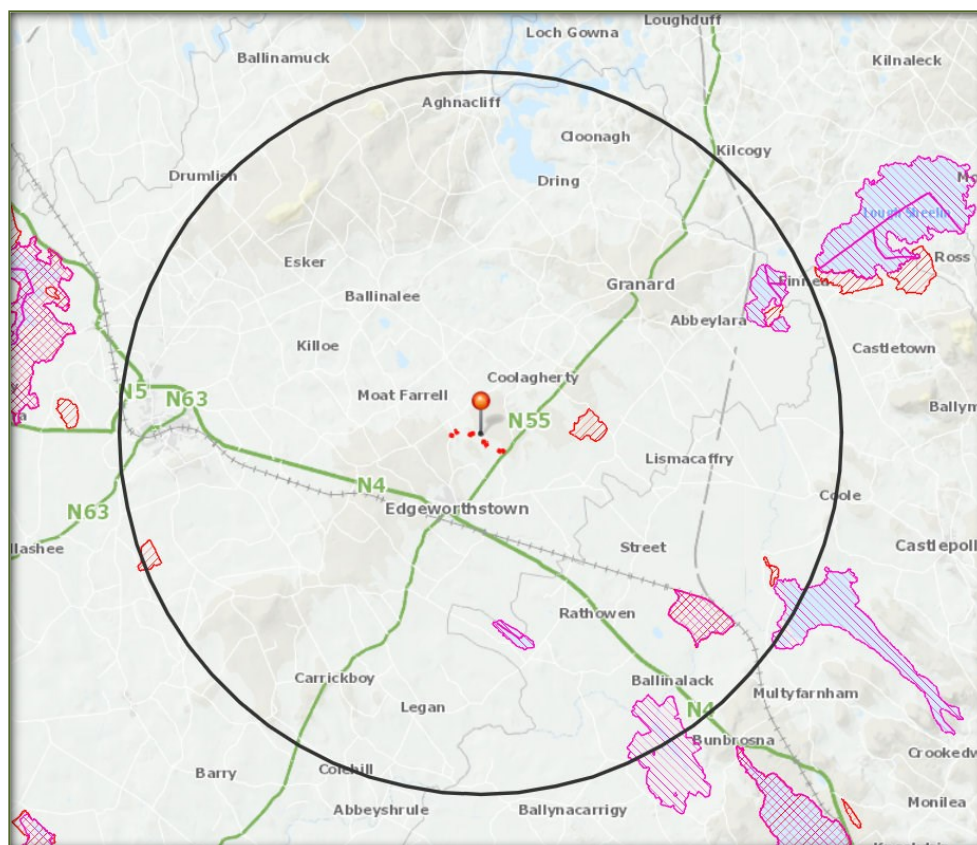 Loughduff
Loch Gowna
Ballinamuck
Kilnaleck
Aghnacliff
Cloonagh
Kilcogy
Drumlish
Dring
Lough Sheelin
Ross
Esker
Granard
Ballinalee
Abbeylara
Killoe
Castletown
Coolagherty
N5
N63
Moat Farrell
N55
Lismacaffry
N4
Coole
Edgeworthstown
N63
Street
Rathowen
Carrickboy
Ballinalack
Multyfarnham
Legan
N4
Bunbrosna
Barry
Colehill
Abbeyshrule
Ballynacarrigy
Monilea